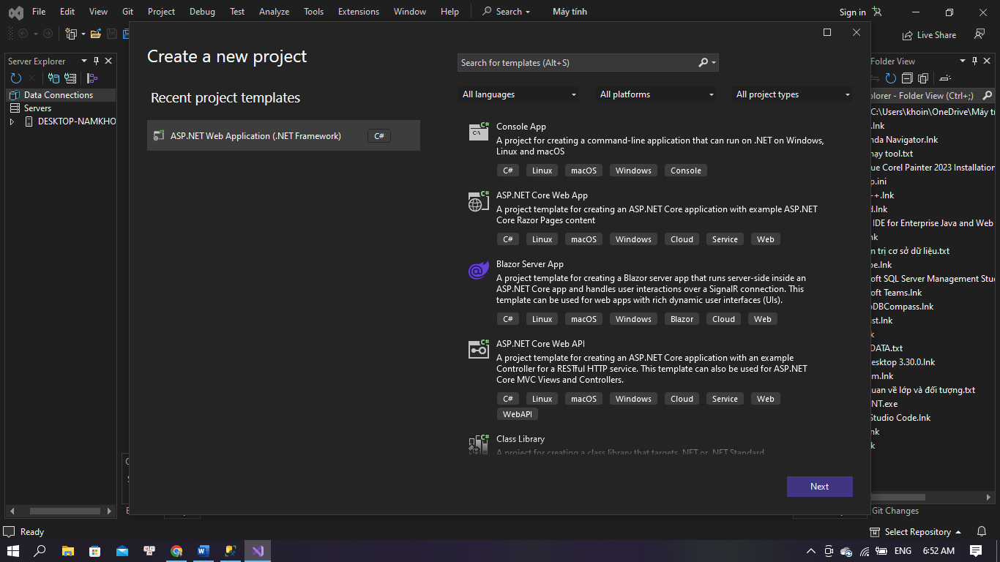 File Edit View Git Project Debug Test Analyze Tools Extensions Window Help Search Máy tính Sign in
Live Share
Server Explorer
Data Connections
Servers
DESKTOP-NAMKHO
Create a new project
Recent project templates
ASP.NET Web Application (.NET Framework) C#
Search for templates (Alt+S)
All languages All platforms All project types
Console App
A project for creating a command-line application that can run on .NET on Windows,
Linux and macOS
C# Linux macOS Windows Console
ASP.NET Core Web App
A project template for creating an ASP.NET Core application with example ASP.NET
Core Razor Pages content
C# Linux macOS Windows Cloud Service Web
Blazor Server App
A project template for creating a Blazor server app that runs server-side inside an
ASP.NET Core app and handles user interactions over a SignalR connection. This
template can be used for web apps with rich dynamic user interfaces (UIs).
C# Linux macOS Windows Blazor Cloud Web
ASP.NET Core Web API
A project template for creating an ASP.NET Core application with an example
Controller for a RESTful HTTP service. This template can also be used for ASP.NET
Core MVC Views and Controllers.
C# Linux macOS Windows Cloud Service Web
WebAPI
Class Library
A project for creating a class library that targets .NET or .NET Standard
Next
Folder View
plorer - Folder View (Ctrl+;)
C:\Users\khoin\OneDrive\Máy tr
.lnk
nda Navigator.lnk
nạy tool.txt
ue Corel Painter 2023 Installation
p.ini
++.lnk
d.lnk
IDE for Enterprise Java and Web
nk
n trị cơ sở dữ liệu.txt
be.lnk
oft SQL Server Management Stud
oft Teams.lnk
oDBCompass.lnk
st.lnk
k
DATA.txt
esktop 3.30.0.lnk
m.lnk
uan về lớp và đối tượng.txt
NT.exe
Studio Code.lnk
nk
k
Git Changes
Ready
Select Repository
ENG 6:52 AM